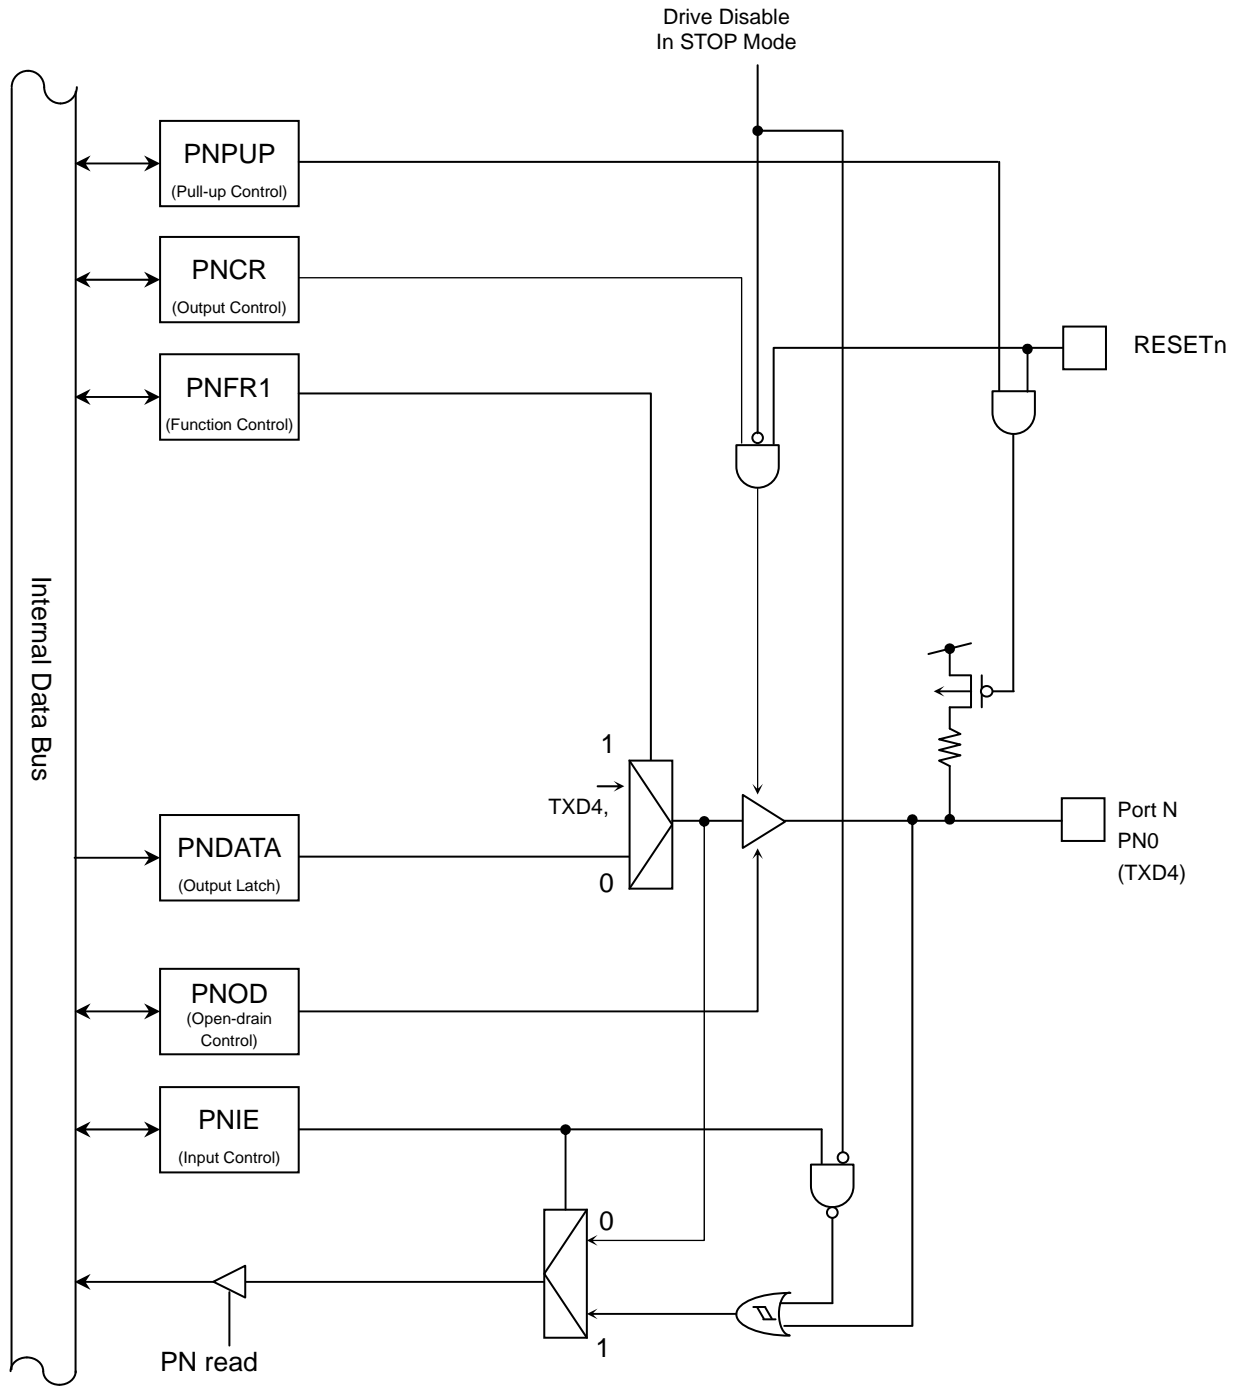 Drive Disable
In STOP Mode
PNPUP
(Pull-up Control)
PNCR
(Output Control)
RESETn
PNFR1
(Function Control)
Internal Data Bus
1
TXD4,
Port N
PN0
(TXD4)
PNDATA
(Output Latch)
0
PNOD
(Open-drain
Control)
PNIE
(Input Control)
0
1
PN read